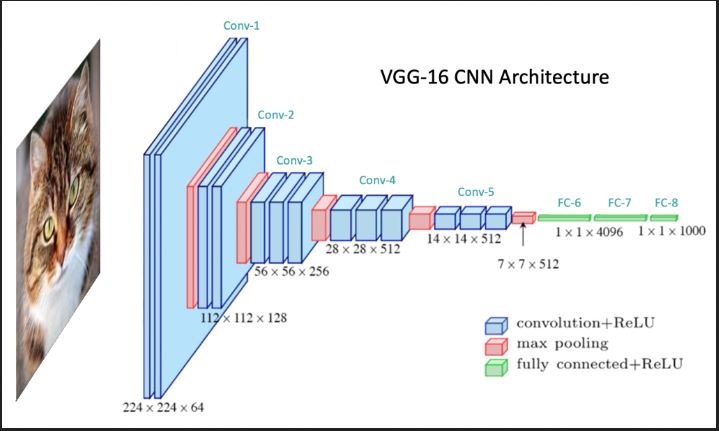 Conv-1
VGG-16 CNN Architecture
Conv-2
Conv-3
Conv-4
Conv-5
FC-6
FC-7
FC-8
1 × 1 × 4096
1 × 1 × 1000
14 × 14 × 512
28 × 28 × 512
7 × 7 × 512
56 × 56 × 256
112 × 112 × 128
224 × 224 × 64
convolution+ReLU
max pooling
fully connected+ReLU